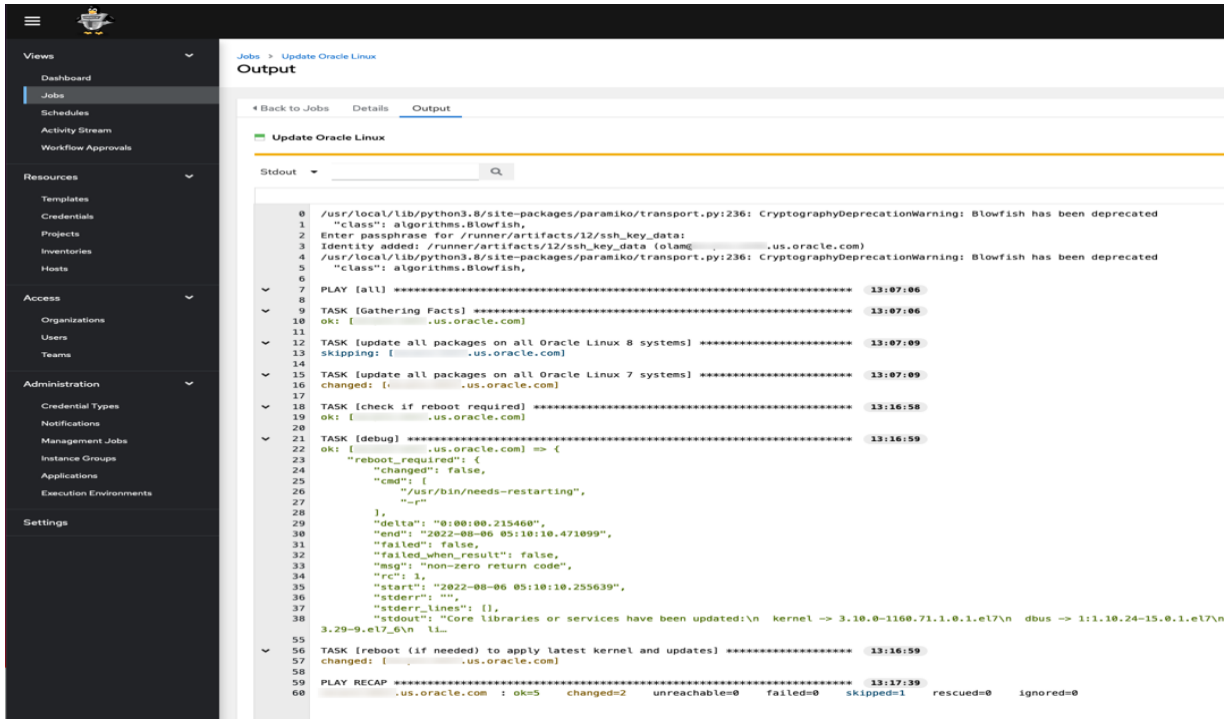 Views
Dashboard
Jobs
Schedules
Activity Stream
Workflow Approvals
Resources
Templates
Credentials
Projects
Inventories
Hosts
Access
Organizations
Users
Teams
Administration
Credential Types
Notifications
Management Jobs
Instance Groups
Applications
Execution Environments
Settings
Jobs > Update Oracle Linux
Output
Back to Jobs Details Output
Update Oracle Linux
Stdout
0 /usr/local/lib/python3.8/site-packages/paramiko/transport.py:236: CryptographyDeprecationWarning: Blowfish has been deprecated
1 "class": algorithms.Blowfish,
2 Enter passphrase for /runner/artifacts/12/ssh_key_data:
3 Identity added: /runner/artifacts/12/ssh_key_data (olam@ .us.oracle.com)
4 /usr/local/lib/python3.8/site-packages/paramiko/transport.py:236: CryptographyDeprecationWarning: Blowfish has been deprecated
5 "class": algorithms.Blowfish,
6
7 PLAY [all] ********************************************************************* 13:07:06
8
9 TASK [Gathering Facts] ********************************************************* 13:07:06
10 ok: [ .us.oracle.com]
11
12 TASK [update all packages on all Oracle Linux 8 systems] *********************** 13:07:09
13 skipping: [ .us.oracle.com]
14
15 TASK [update all packages on all Oracle Linux 7 systems] *********************** 13:07:09
16 changed: [ .us.oracle.com]
17
18 TASK [check if reboot required] ************************************************ 13:16:58
19 ok: [ .us.oracle.com]
20
21 TASK [debug] ******************************************************************* 13:16:59
22 ok: [ .us.oracle.com] => {
23 "reboot_required": {
24 "changed": false,
25 "cmd": [
26 "/usr/bin/needs-restarting",
27 "-r"
28 ],
29 "delta": "0:00:00.215460",
30 "end": "2022-08-06 05:10:10.471099",
31 "failed": false,
32 "failed_when_result": false,
33 "msg": "non-zero return code",
34 "rc": 1,
35 "start": "2022-08-06 05:10:10.255639",
36 "stderr": "",
37 "stderr_lines": [],
38 "stdout": "Core libraries or services have been updated:\n kernel -> 3.10.0-1160.71.1.0.1.el7\n dbus -> 1:1.10.24-15.0.1.el7\n
3.29-9.el7_6\n li…
55
56 TASK [reboot (if needed) to apply latest kernel and updates] ******************* 13:16:59
57 changed: [ .us.oracle.com]
58
59 PLAY RECAP ********************************************************************* 13:17:39
60 .us.oracle.com : ok=5 changed=2 unreachable=0 failed=0 skipped=1 rescued=0 ignored=0